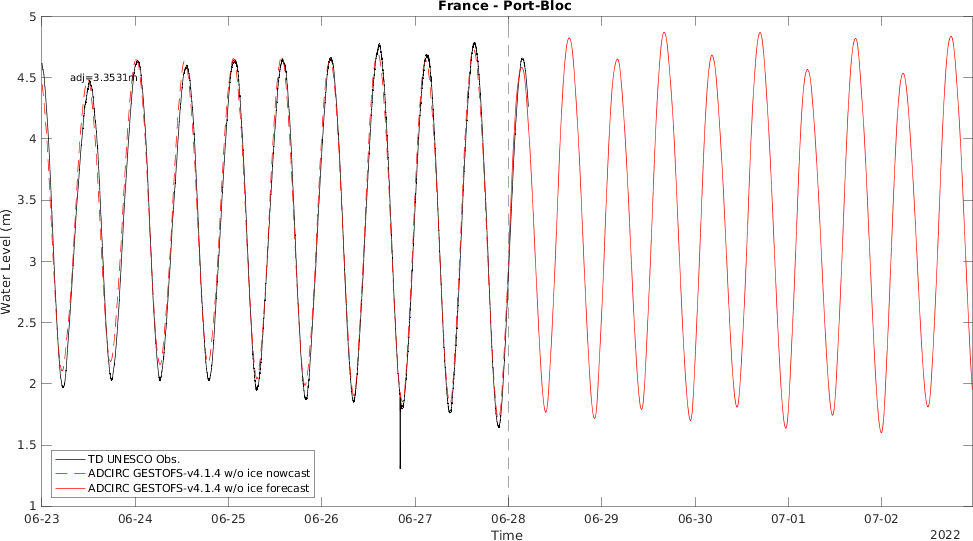 France - Port-Bloc
5
4.5
4
3.5
3
2.5
2
1.5
1
Water Level (m)
adj=3.3531m
TD UNESCO Obs.
ADCIRC GESTOFS-v4.1.4 w/o ice nowcast
ADCIRC GESTOFS-v4.1.4 w/o ice forecast
06-23 06-24 06-25 06-26 06-27 06-28 06-29 06-30 07-01 07-02
Time
2022